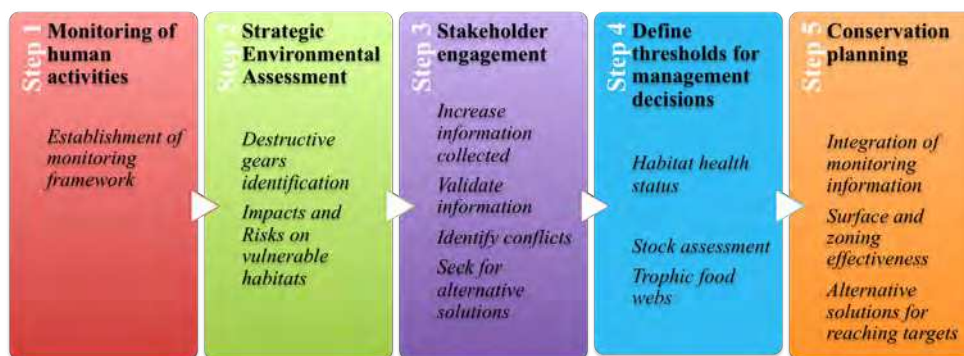 Step 1
Monitoring of
human
activities
Establishment of
monitoring
framework
Step 2
Strategic
Environmental
Assessment
Destructive
gears
identification
Impacts and
Risks on
vulnerable
habitats
Step 3
Stakeholder
engagement
Increase
information
collected
Validate
information
Identify conflicts
Seek for
alternative
solutions
Step 4
Define
thresholds for
management
decisions
Habitat health
status
Stock assessment
Trophic food
webs
Step 5
Conservation
planning
Integration of
monitoring
information
Surface and
zoning
effectiveness
Alternative
solutions for
reaching targets